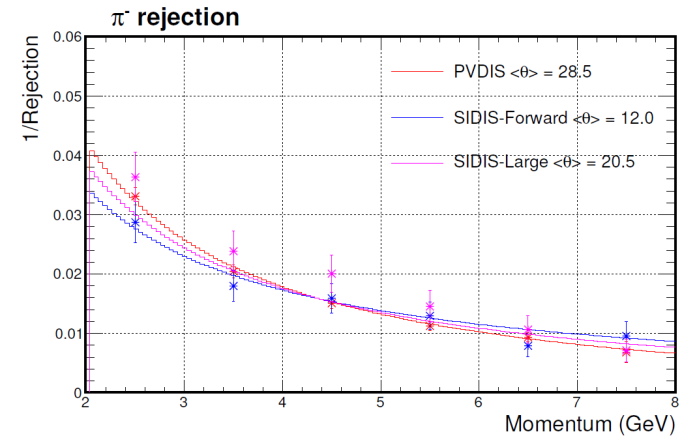 π⁻ rejection
1/Rejection
0.06
0.05
0.04
0.03
0.02
0.01
0
PVDIS <θ> = 28.5
SIDIS-Forward <θ> = 12.0
SIDIS-Large <θ> = 20.5
2 3 4 5 6 7 8
Momentum (GeV)